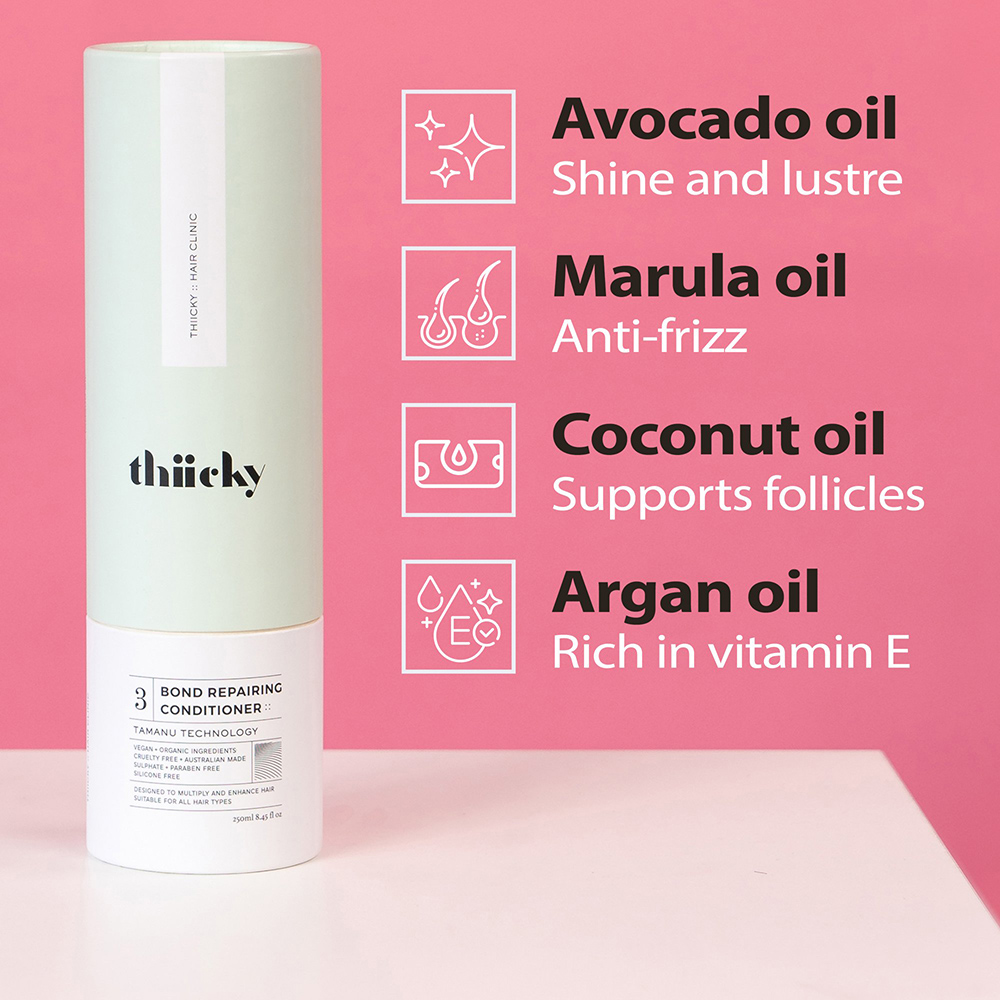 THIICKY :: HAIR CLINIC
thiicky
3
BOND REPAIRING
CONDITIONER ::
TAMANU TECHNOLOGY
VEGAN + ORGANIC INGREDIENTS
CRUELTY FREE + AUSTRALIAN MADE
SULPHATE + PARABEN FREE
SILICONE FREE
DESIGNED TO MULTIPLY AND ENHANCE HAIR
SUITABLE FOR ALL HAIR TYPES
250ml 8.45 fl oz
Avocado oil
Shine and lustre
Marula oil
Anti-frizz
Coconut oil
Supports follicles
E
Argan oil
Rich in vitamin E